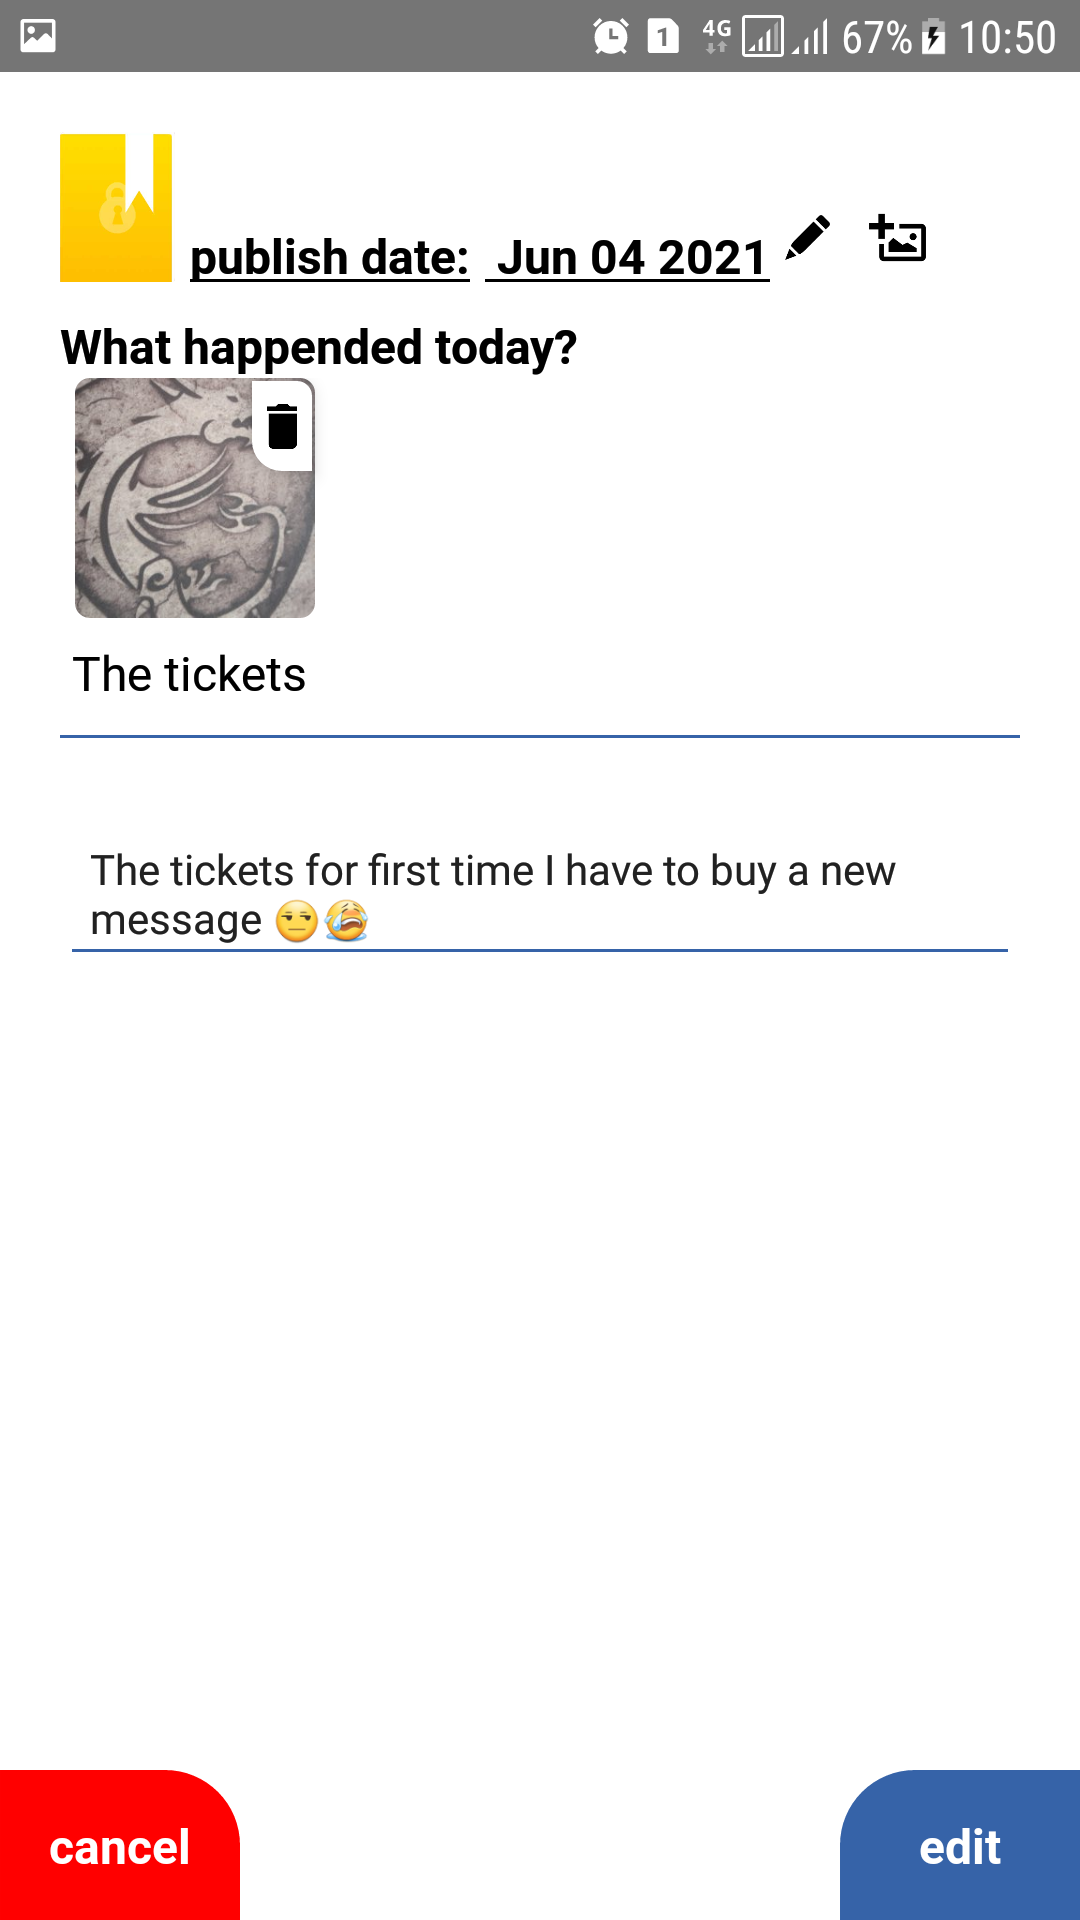 1 4G 67% 10:50
publish date:  Jun 04 2021
What happended today?
The tickets
The tickets for first time I have to buy a new
message 😒😭
cancel
edit